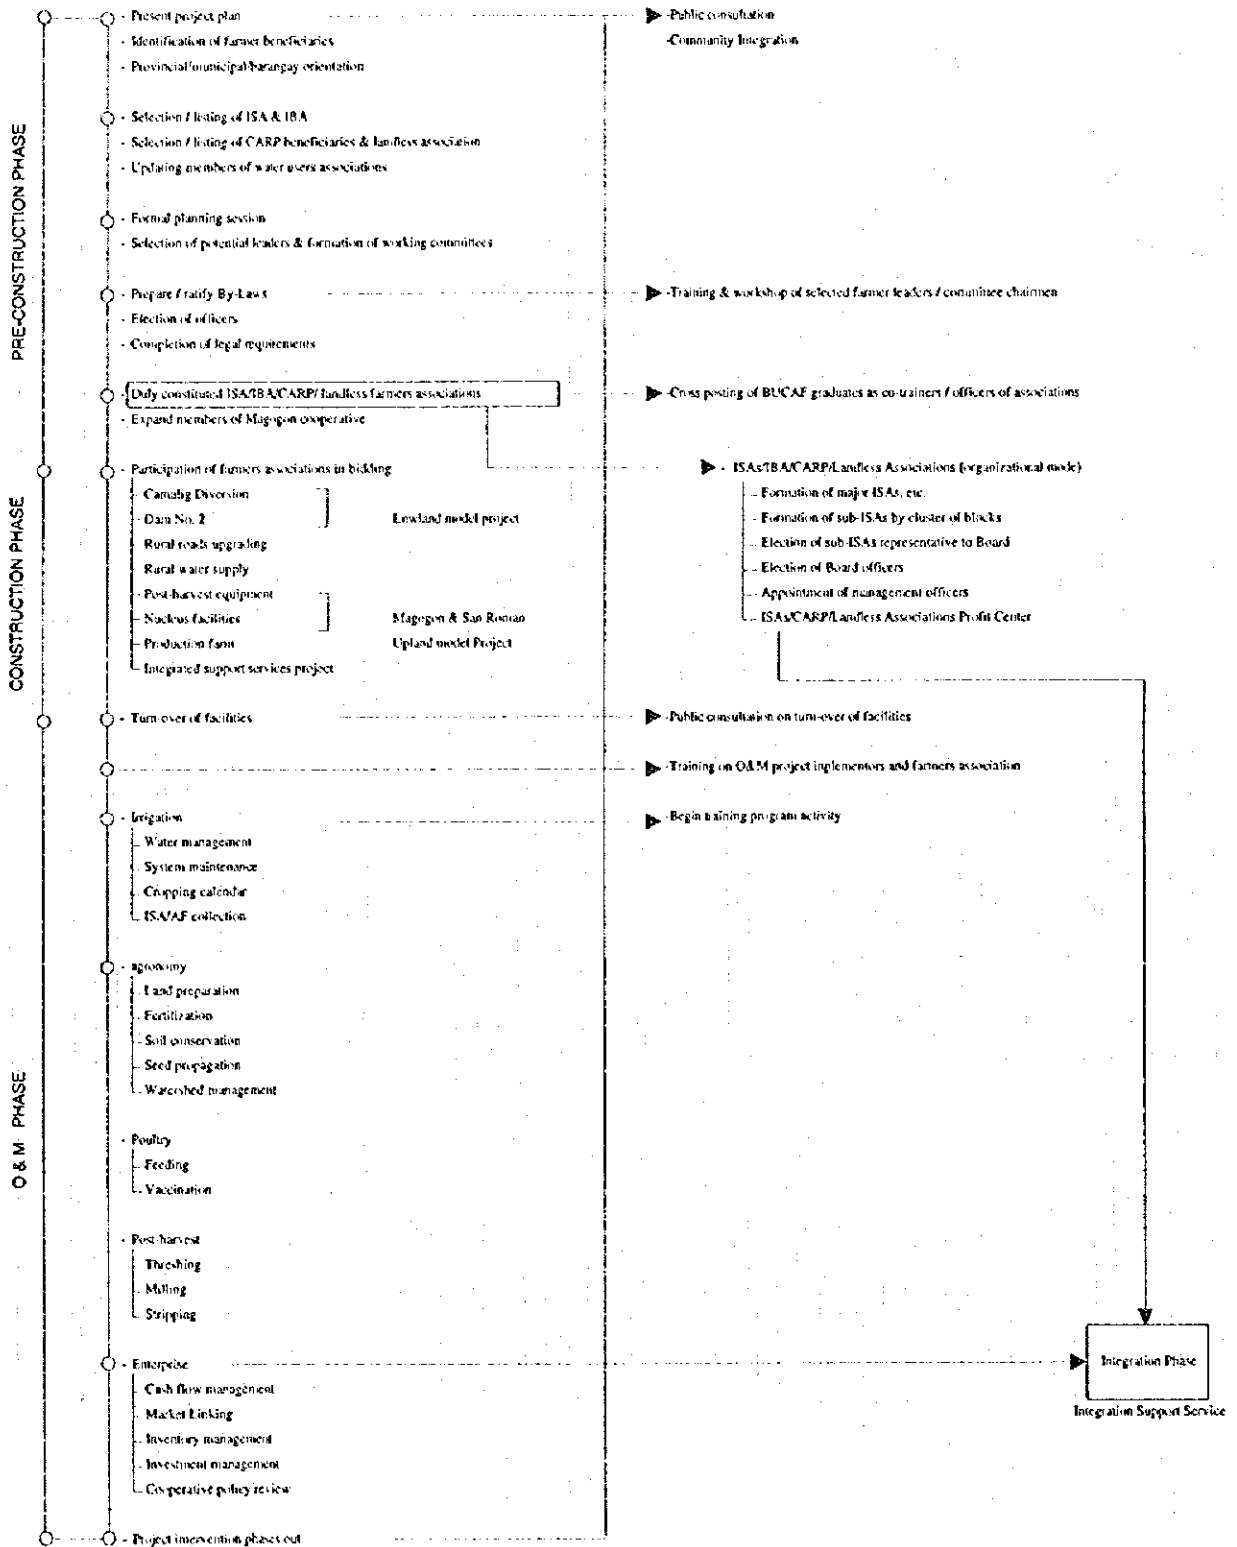 PRE-CONSTRUCTION PHASE
- Present project plan
- Identification of farmer beneficiaries
- Provincial/municipal/barangay orientation
-Public consultation
-Community Integration
- Selection / listing of ISA & IBA
- Selection / listing of CARP beneficiaries & landless association
- Updating members of water users associations
- Formal planning session
- Selection of potential leaders & formation of working committees
- Prepare / ratify By-Laws
- Election of officers
- Completion of legal requirements
-Training & workshop of selected farmer leaders / committee chairmen
- Duly constituted ISA/IBA/CARP/ landless farmers associations
- Expand members of Magogon cooperative
-Cross posting of BUCAF graduates as co-trainers / officers of associations
CONSTRUCTION PHASE
- Participation of farmers associations in bidding
- Camalig Diversion
- Dam No. 2
Lowland model project
Rural roads upgrading
Rural water supply
- Post-harvest equipment
- Nucleus facilities
Magogon & San Roman
- Production farm
Upland model Project
- Integrated support services project
- ISAs/IBA/CARP/Landless Associations (organizational mode)
- Formation of major ISAs, etc.
- Formation of sub-ISAs by cluster of blocks
- Election of sub-ISAs representative to Board
- Election of Board officers
- Appointment of management officers
- ISAs/CARP/Landless Associations Profit Center
O & M PHASE
- Turn-over of facilities
-Public consultation on turn-over of facilities
-Training on O&M project inplementors and farmers association
- Irrigation
-Begin training program activity
- Water management
- System maintenance
- Cropping calendar
- ISA/AF collection
- agronomy
- Land preparation
- Fertilization
- Soil conservation
- Seed propagation
- Watershed management
- Poultry
- Feeding
- Vaccination
- Post-harvest
- Threshing
- Milling
- Stripping
- Enterprise
- Cash flow management
- Market Linking
- Inventory management
- Investment management
- Cooperative policy review
Integration Phase
Integration Support Service
- Project intervention phases out